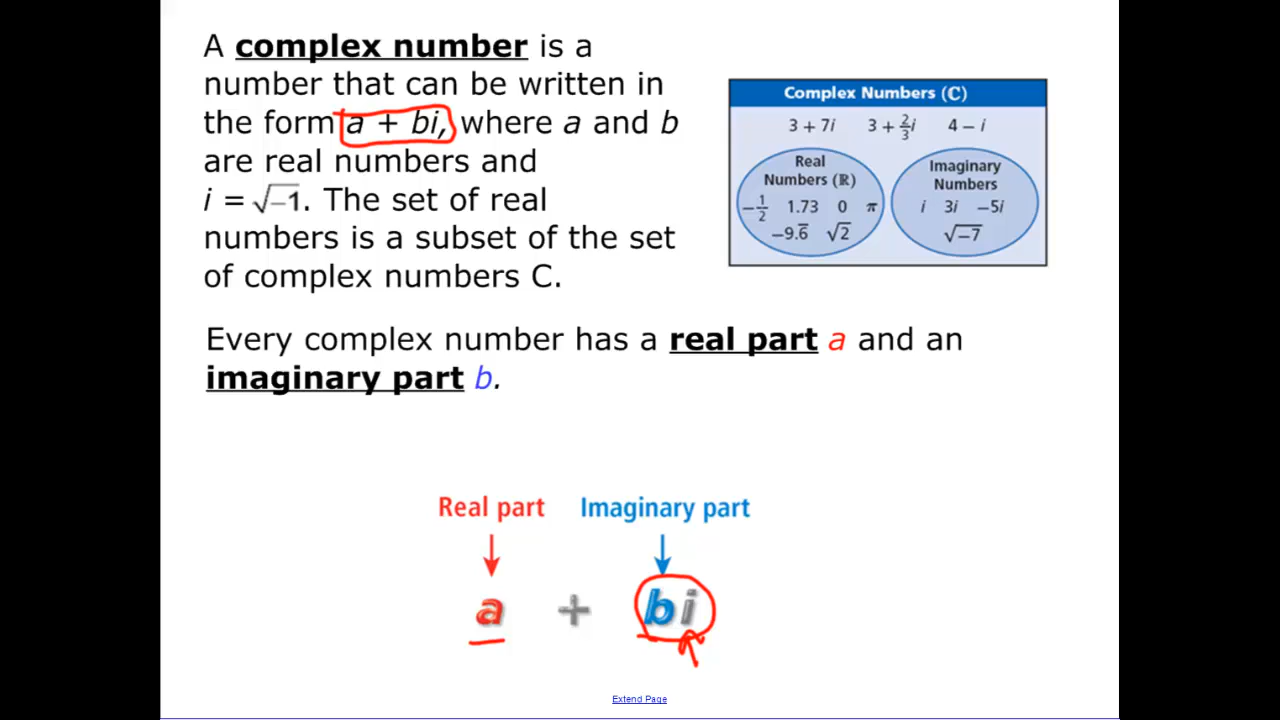 A complex number is a
number that can be written in
the form a + bi, where a and b
are real numbers and
i = √−1. The set of real
numbers is a subset of the set
of complex numbers C.
Complex Numbers (ℂ)
3 + 7i 3 + 2/3 i 4 − i
Real
Numbers (ℝ)
−1/2 1.73 0 π
−9.6̅ √2
Imaginary
Numbers
i 3i −5i
√−7
Every complex number has a real part a and an
imaginary part b.
Real part Imaginary part
a + bi
Extend Page